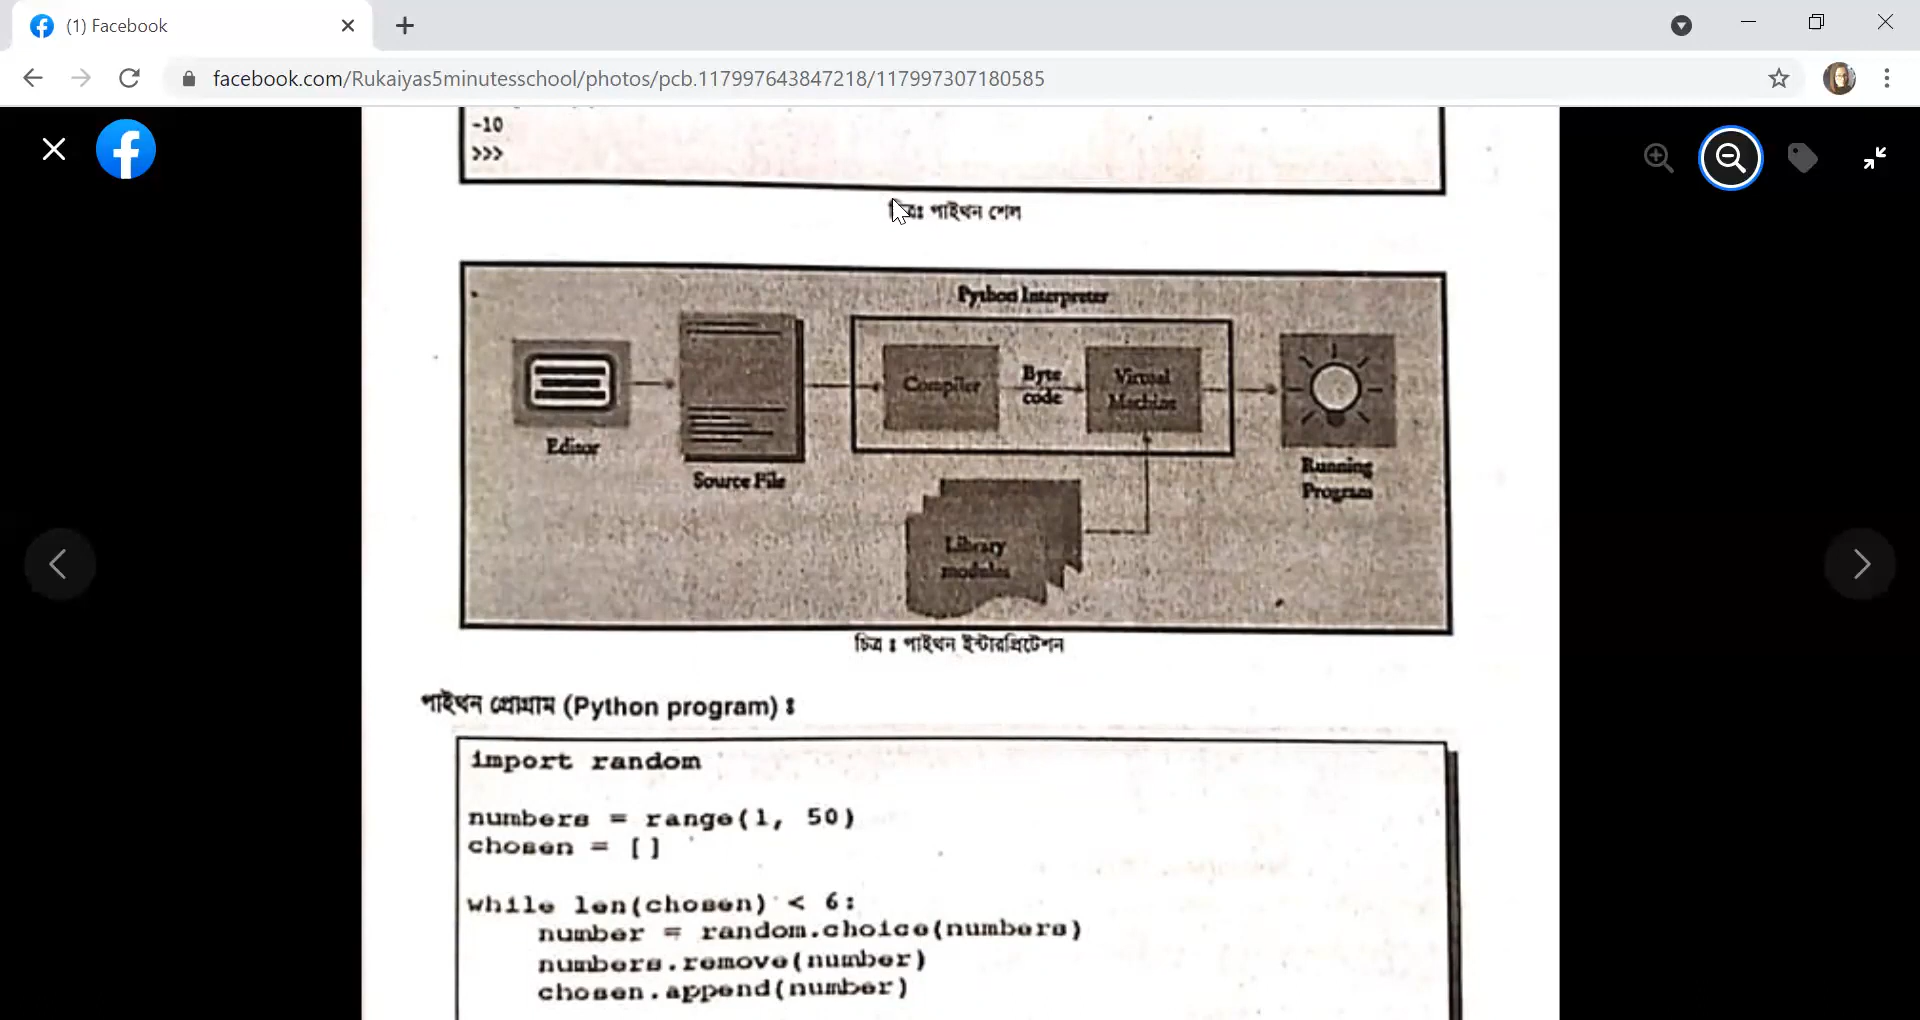 (1) Facebook
facebook.com/Rukaiyas5minutesschool/photos/pcb.117997643847218/117997307180585
-10
>>>
চিত্রঃ পাইথন শেল
Python Interpreter
Compiler
Byte
code
Virtual
Machine
Editor
Source File
Running
Program
Library
modules
চিত্র : পাইথন ইন্টারপ্রিটেশন
পাইথন প্রোগ্রাম (Python program) :
import random
numbers = range(1, 50)
chosen = []
while len(chosen) < 6:
number = random.choice(numbers)
numbers.remove(number)
chosen.append(number)